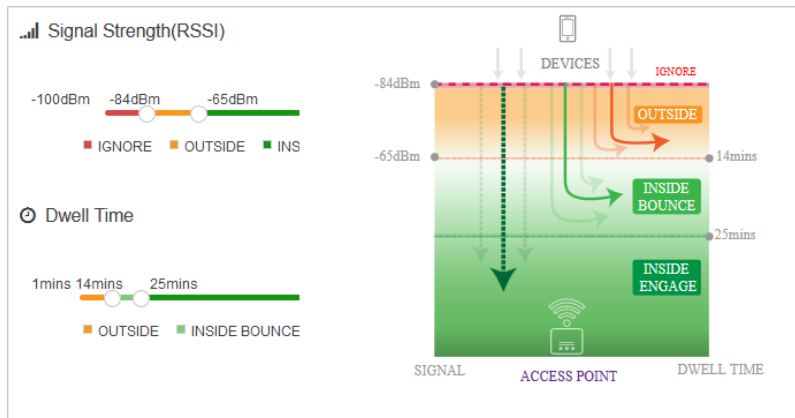 Signal Strength(RSSI)
-100dBm -84dBm -65dBm
IGNORE OUTSIDE INS
Dwell Time
1mins 14mins 25mins
OUTSIDE INSIDE BOUNCE
DEVICES
IGNORE
-84dBm
OUTSIDE
-65dBm
14mins
INSIDE
BOUNCE
25mins
INSIDE
ENGAGE
SIGNAL
ACCESS POINT
DWELL TIME